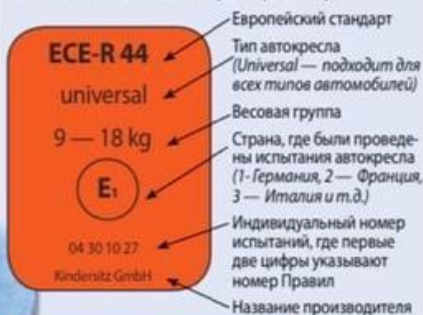 ECE-R 44
universal
9 — 18 kg
E1
04 30 10 27
Kindersitz GmbH
Европейский стандарт
Тип автокресла
(Universal — подходит для
всех типов автомобилей)
Весовая группа
Страна, где были проведе-
ны испытания автокресла
(1- Германия, 2 — Франция,
3 — Италия и т.д.)
Индивидуальный номер
испытаний, где первые
две цифры указывают
номер Правил
Название производителя